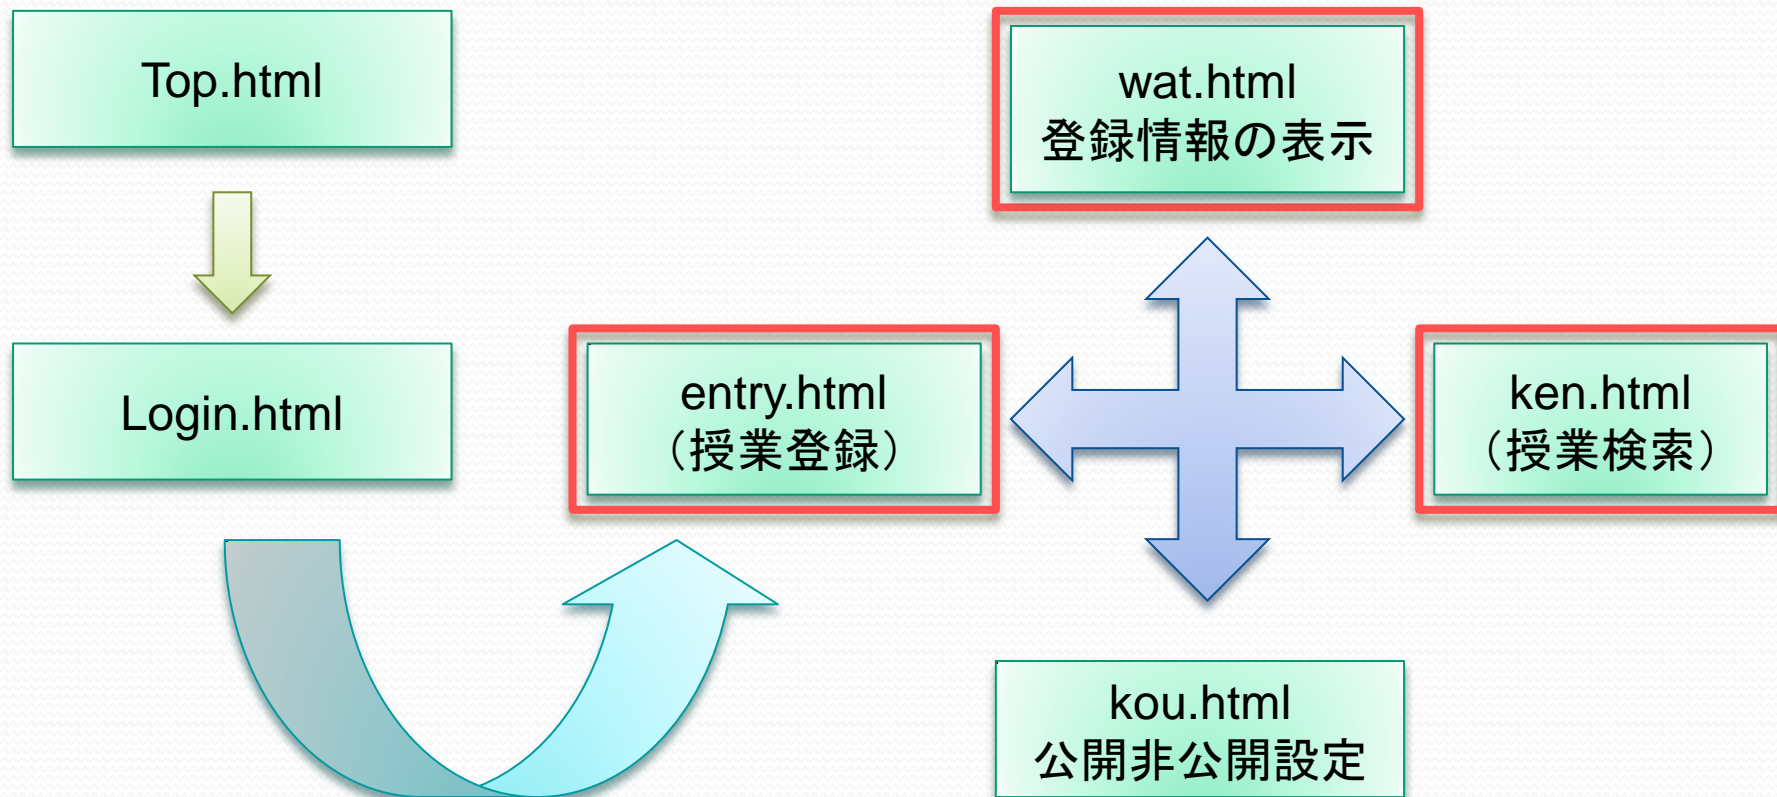 Top.html
wat.html
登録情報の表示
Login.html
entry.html
（授業登録）
ken.html
（授業検索）
kou.html
公開非公開設定